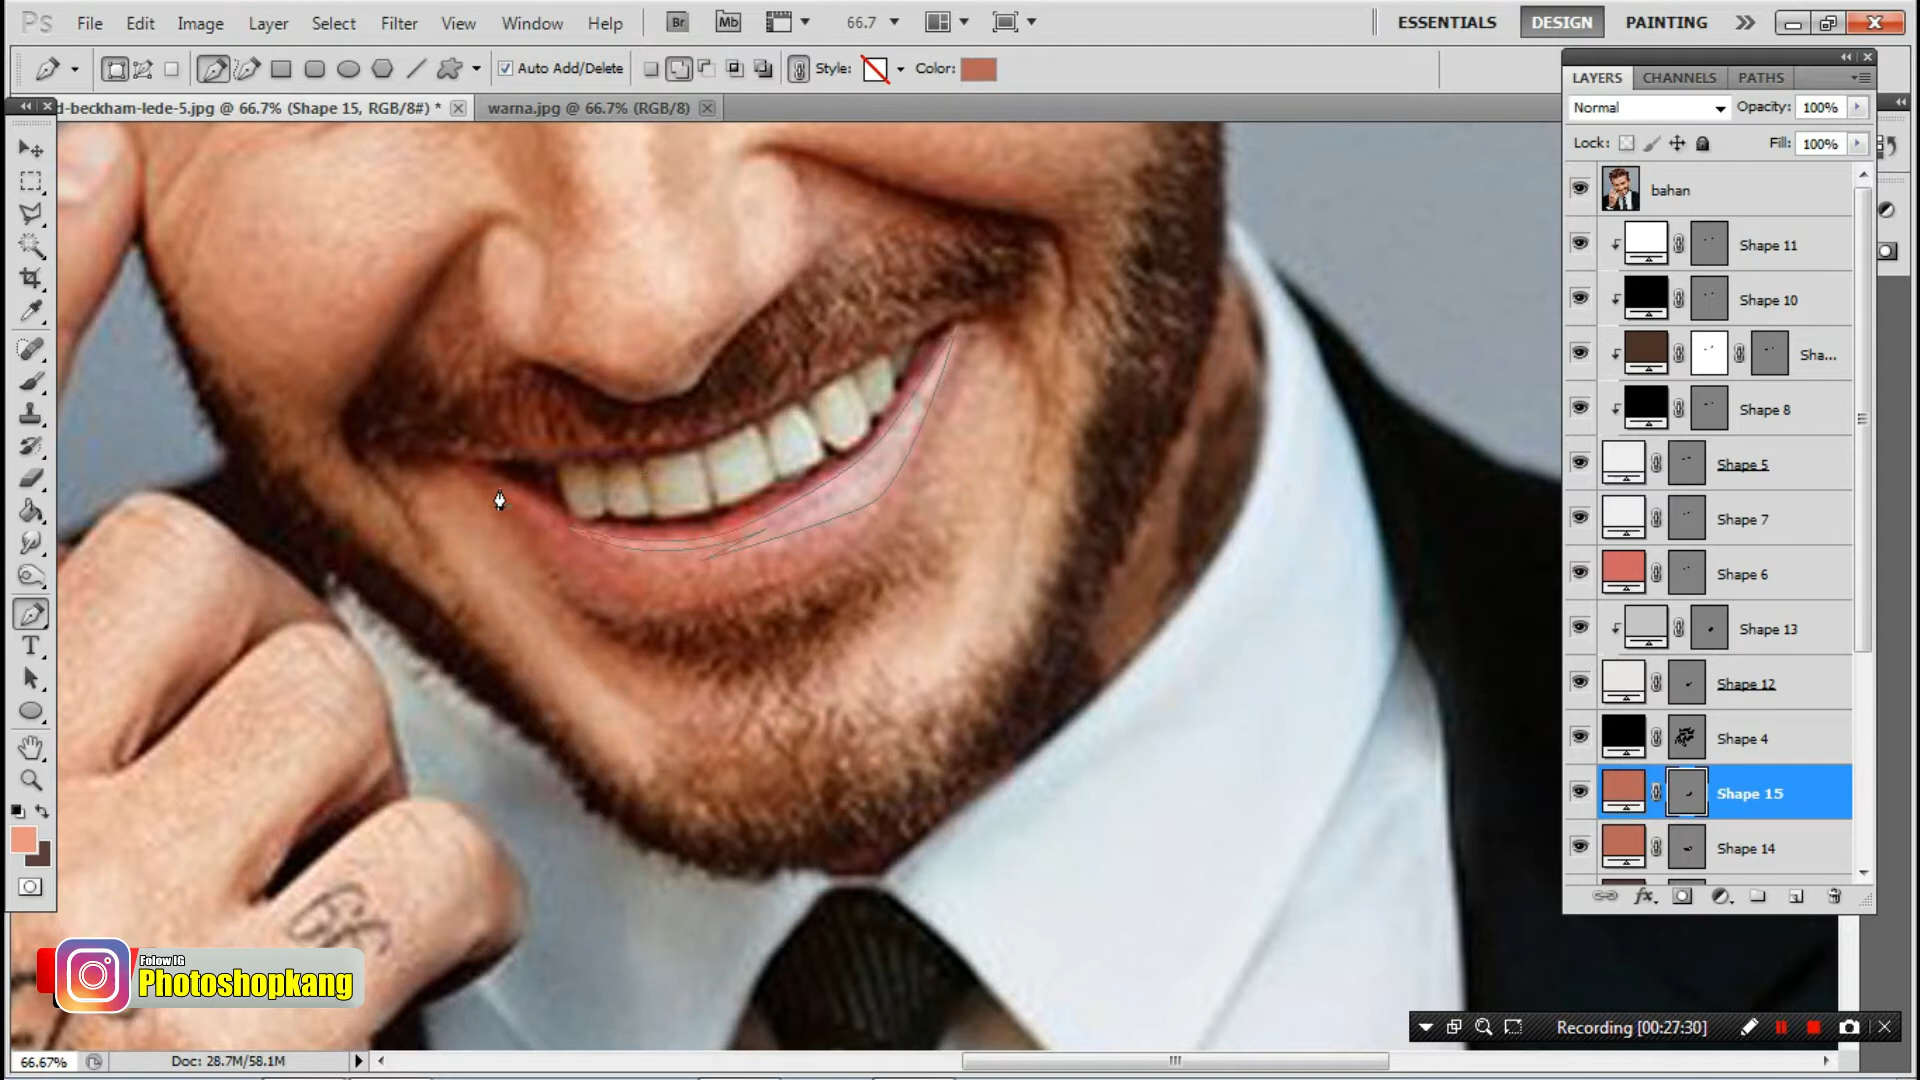 Ps File Edit Image Layer Select Filter View Window Help Br Mb 66.7 ESSENTIALS DESIGN PAINTING
Auto Add/Delete Style: Color:
d-beckham-lede-5.jpg @ 66.7% (Shape 15, RGB/8#) * warna.jpg @ 66.7% (RGB/8)
LAYERS CHANNELS PATHS
Normal Opacity: 100%
Lock: Fill: 100%
bahan
Shape 11
Shape 10
Sha...
Shape 8
Shape 5
Shape 7
Shape 6
Shape 13
Shape 12
Shape 4
Shape 15
Shape 14
fx
T
Folow IG
Photoshopkang
Recording [00:27:30]
66.67% Doc: 28.7M/58.1M